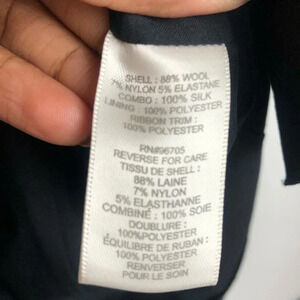 SHELL : 88% WOOL
7% NYLON 5% ELASTANE
COMBO : 100% SILK
LINING : 100% POLYESTER
RIBBON TRIM :
100% POLYESTER
RN#96705
REVERSE FOR CARE
TISSU DE SHELL :
88% LAINE
7% NYLON
5% ELASTHANNE
COMBINÉ : 100% SOIE
DOUBLURE :
100%POLYESTER
ÉQUILIBRE DE RUBAN :
100% POLYESTER
RENVERSER
POUR LE SOIN